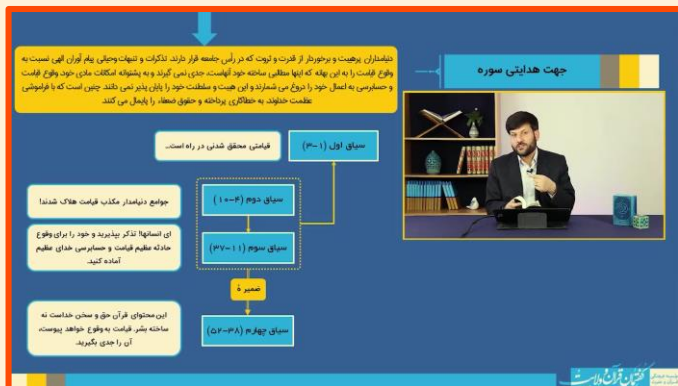 جهت هدایتی سوره
دنیامداران پرهیبت و برخوردار از قدرت و ثروت که در رأس جامعه قرار دارند، تذکرات و تنبیهات وحیانی پیام آوران الهی نسبت به
وقوع قیامت را به این بهانه که اینها مطالبی ساخته خود آنهاست، جدی نمی گیرند و به پشتوانه امکانات مادی خود، وقوع قیامت
و حسابرسی به اعمال خود را دروغ می شمارند و این هیبت و سلطنت خود را پایان پذیر نمی دانند. چنین است که با فراموشی
عظمت خداوند، به خطاکاری پرداخته و حقوق ضعفاء را پایمال می کنند.
سیاق اول (۱-۳)
قیامتی محقق شدنی در راه است...
سیاق دوم (۴-۱۰)
جوامع دنیامدار مکذب قیامت هلاک شدند!
سیاق سوم (۱۱-۳۷)
ای انسانها! تذکر بپذیرید و خود را برای وقوع
حادثه عظیم قیامت و حسابرسی خدای عظیم
آماده کنید.
ضمیر هُ
سیاق چهارم (۳۸-۵۲)
این محتوای قرآن حق و سخن خداست نه
ساخته بشر. قیامت به وقوع خواهد پیوست،
آن را جدی بگیرید.
گفتمان قرآن و ولایت